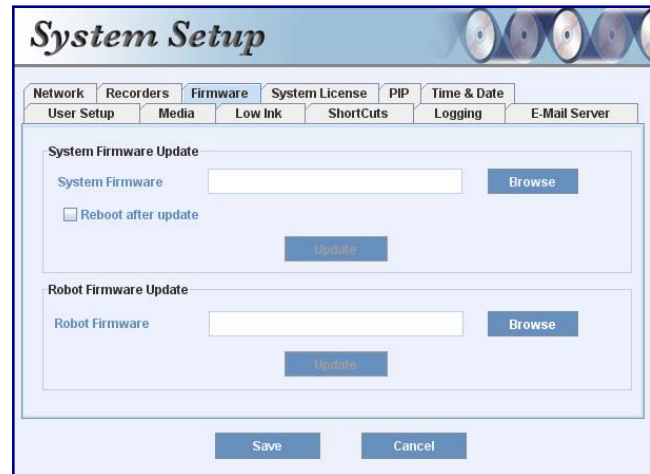 System Setup
Network Recorders Firmware System License PIP Time & Date
User Setup Media Low Ink ShortCuts Logging E-Mail Server
System Firmware Update
System Firmware Browse
Reboot after update
Update
Robot Firmware Update
Robot Firmware Browse
Update
Save Cancel